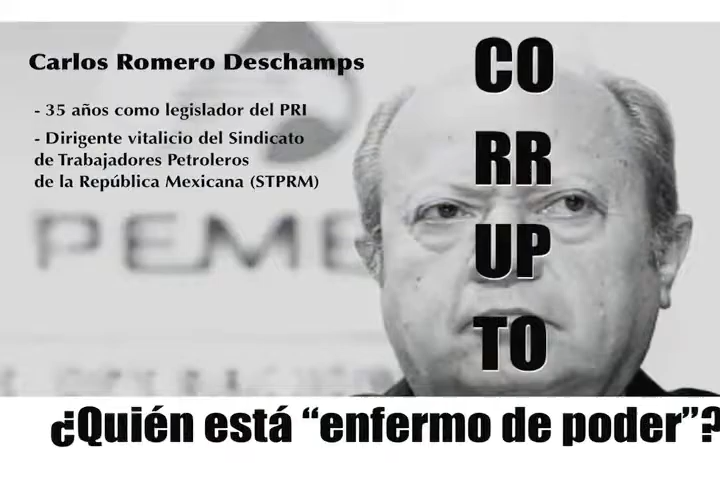 Carlos Romero Deschamps
- 35 años como legislador del PRI
- Dirigente vitalicio del Sindicato
de Trabajadores Petroleros
de la República Mexicana (STPRM)
PEME
CO
RR
UP
TO
¿Quién está “enfermo de poder”?